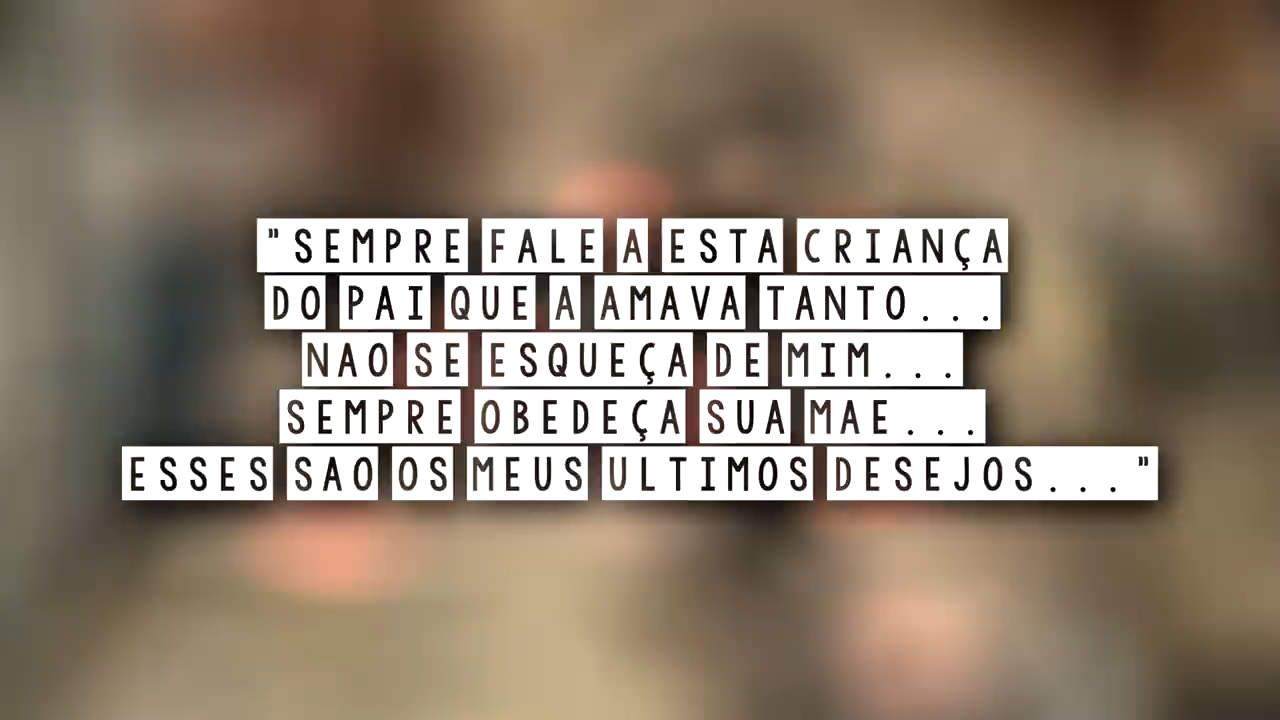 "SEMPRE FALE A ESTA CRIANÇA
DO PAI QUE A AMAVA TANTO...
NAO SE ESQUEÇA DE MIM...
SEMPRE OBEDEÇA SUA MAE...
ESSES SAO OS MEUS ULTIMOS DESEJOS..."